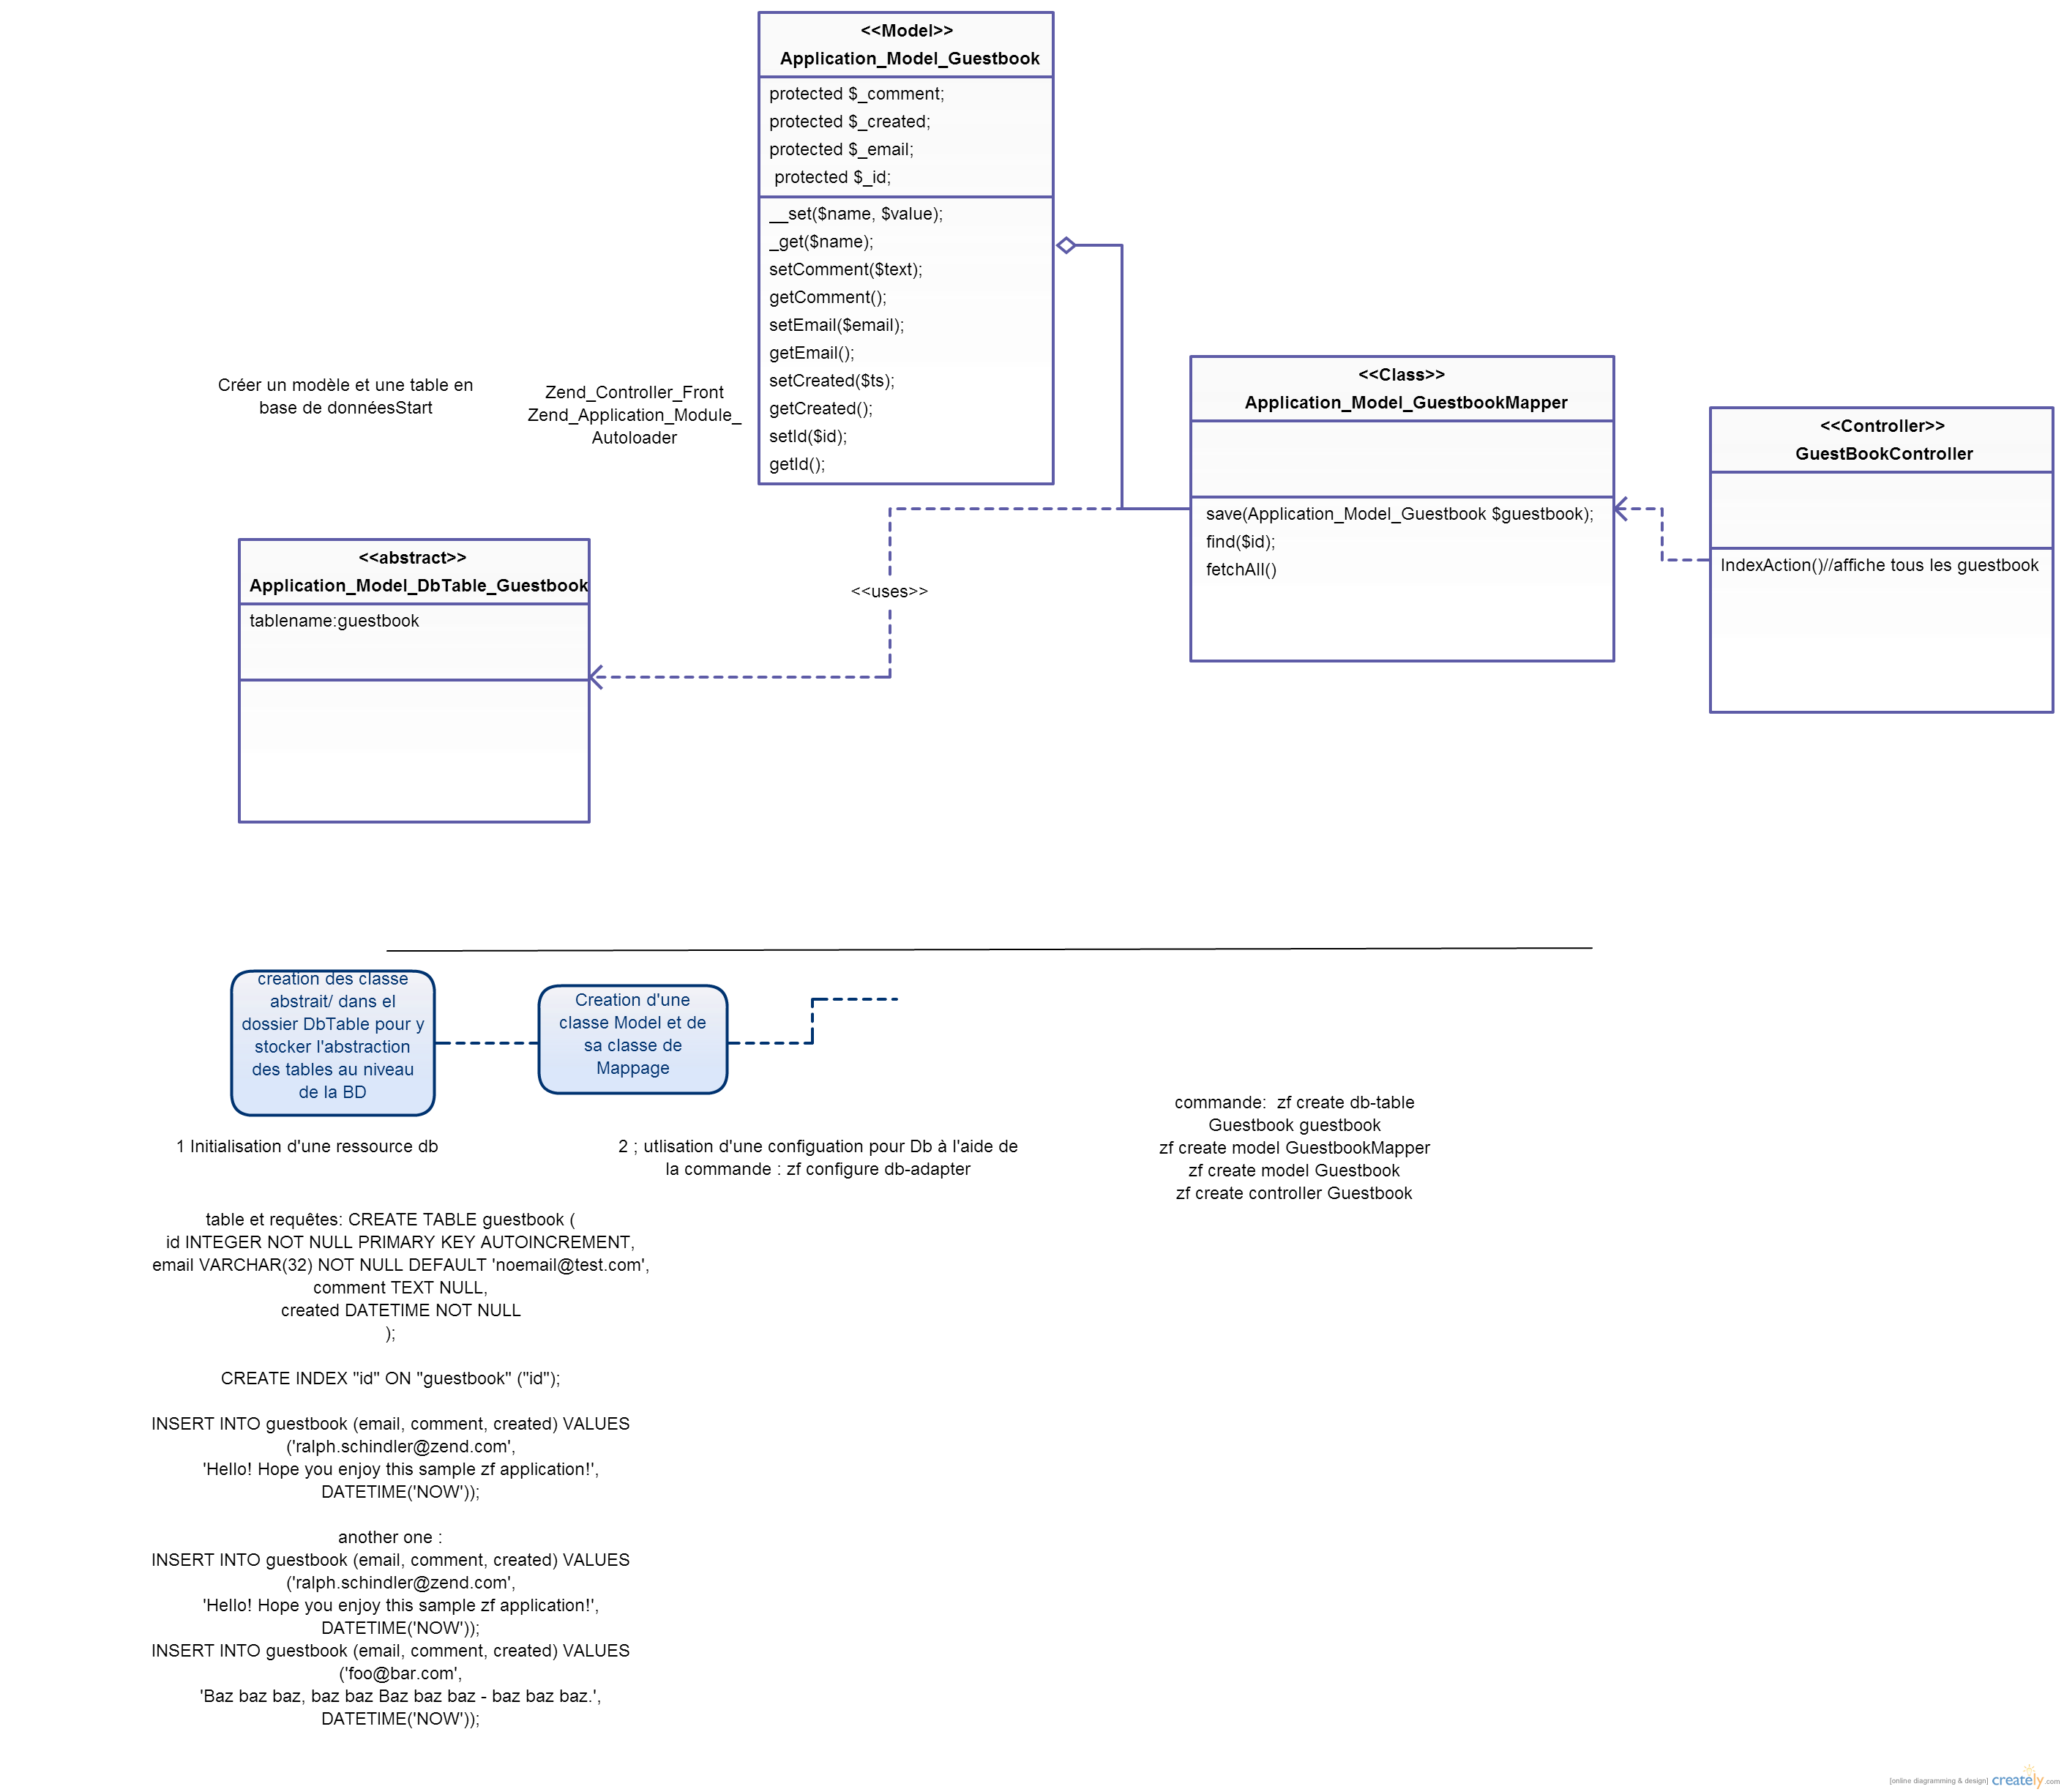 <<Model>>
Application_Model_Guestbook
protected $_comment;
protected $_created;
protected $_email;
protected $_id;
__set($name, $value);
_get($name);
setComment($text);
getComment();
setEmail($email);
getEmail();
setCreated($ts);
getCreated();
setId($id);
getId();
Créer un modèle et une table en
base de donnéesStart
Zend_Controller_Front
Zend_Application_Module_
Autoloader
<<Class>>
Application_Model_GuestbookMapper
save(Application_Model_Guestbook $guestbook);
find($id);
fetchAll()
<<Controller>>
GuestBookController
IndexAction()//affiche tous les guestbook
<<abstract>>
Application_Model_DbTable_Guestbook
tablename:guestbook
<<uses>>
creation des classe
abstrait/ dans el
dossier DbTable pour y
stocker l'abstraction
des tables au niveau
de la BD
Creation d'une
classe Model et de
sa classe de
Mappage
1 Initialisation d'une ressource db
2 ; utlisation d'une configuation pour Db à l'aide de
la commande : zf configure db-adapter
commande:  zf create db-table
Guestbook guestbook
zf create model GuestbookMapper
zf create model Guestbook
zf create controller Guestbook
table et requêtes: CREATE TABLE guestbook (
id INTEGER NOT NULL PRIMARY KEY AUTOINCREMENT,
email VARCHAR(32) NOT NULL DEFAULT 'noemail@test.com',
comment TEXT NULL,
created DATETIME NOT NULL
);
CREATE INDEX "id" ON "guestbook" ("id");
INSERT INTO guestbook (email, comment, created) VALUES
('ralph.schindler@zend.com',
'Hello! Hope you enjoy this sample zf application!',
DATETIME('NOW'));
another one :
INSERT INTO guestbook (email, comment, created) VALUES
('ralph.schindler@zend.com',
'Hello! Hope you enjoy this sample zf application!',
DATETIME('NOW'));
INSERT INTO guestbook (email, comment, created) VALUES
('foo@bar.com',
'Baz baz baz, baz baz Baz baz baz - baz baz baz.',
DATETIME('NOW'));
[online diagramming & design] creately.com